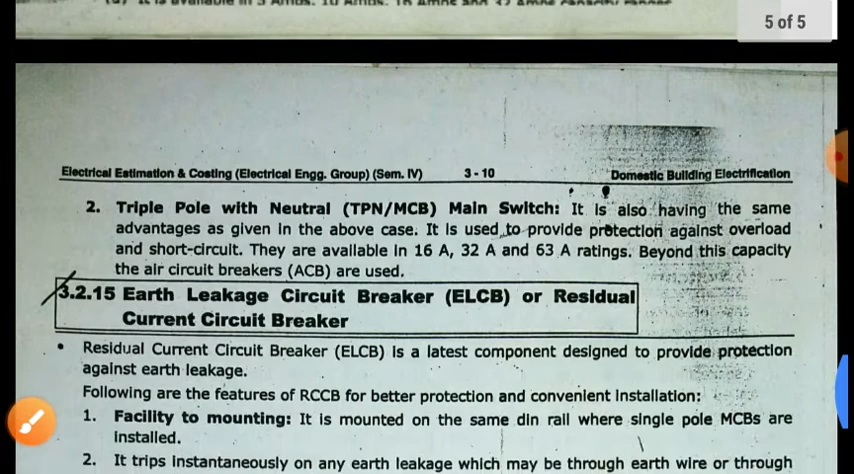 5 of 5
Electrical Estimation & Costing (Electrical Engg. Group) (Sem. IV) 3 - 10 Domestic Building Electrification
2. Triple Pole with Neutral (TPN/MCB) Main Switch: It is also having the same
advantages as given in the above case. It is used to provide protection against overload
and short-circuit. They are available in 16 A, 32 A and 63 A ratings. Beyond this capacity
the air circuit breakers (ACB) are used.
3.2.15 Earth Leakage Circuit Breaker (ELCB) or Residual
Current Circuit Breaker
• Residual Current Circuit Breaker (ELCB) is a latest component designed to provide protection
against earth leakage.
Following are the features of RCCB for better protection and convenient installation:
1. Facility to mounting: It is mounted on the same din rail where single pole MCBs are
installed.
2. It trips instantaneously on any earth leakage which may be through earth wire or through